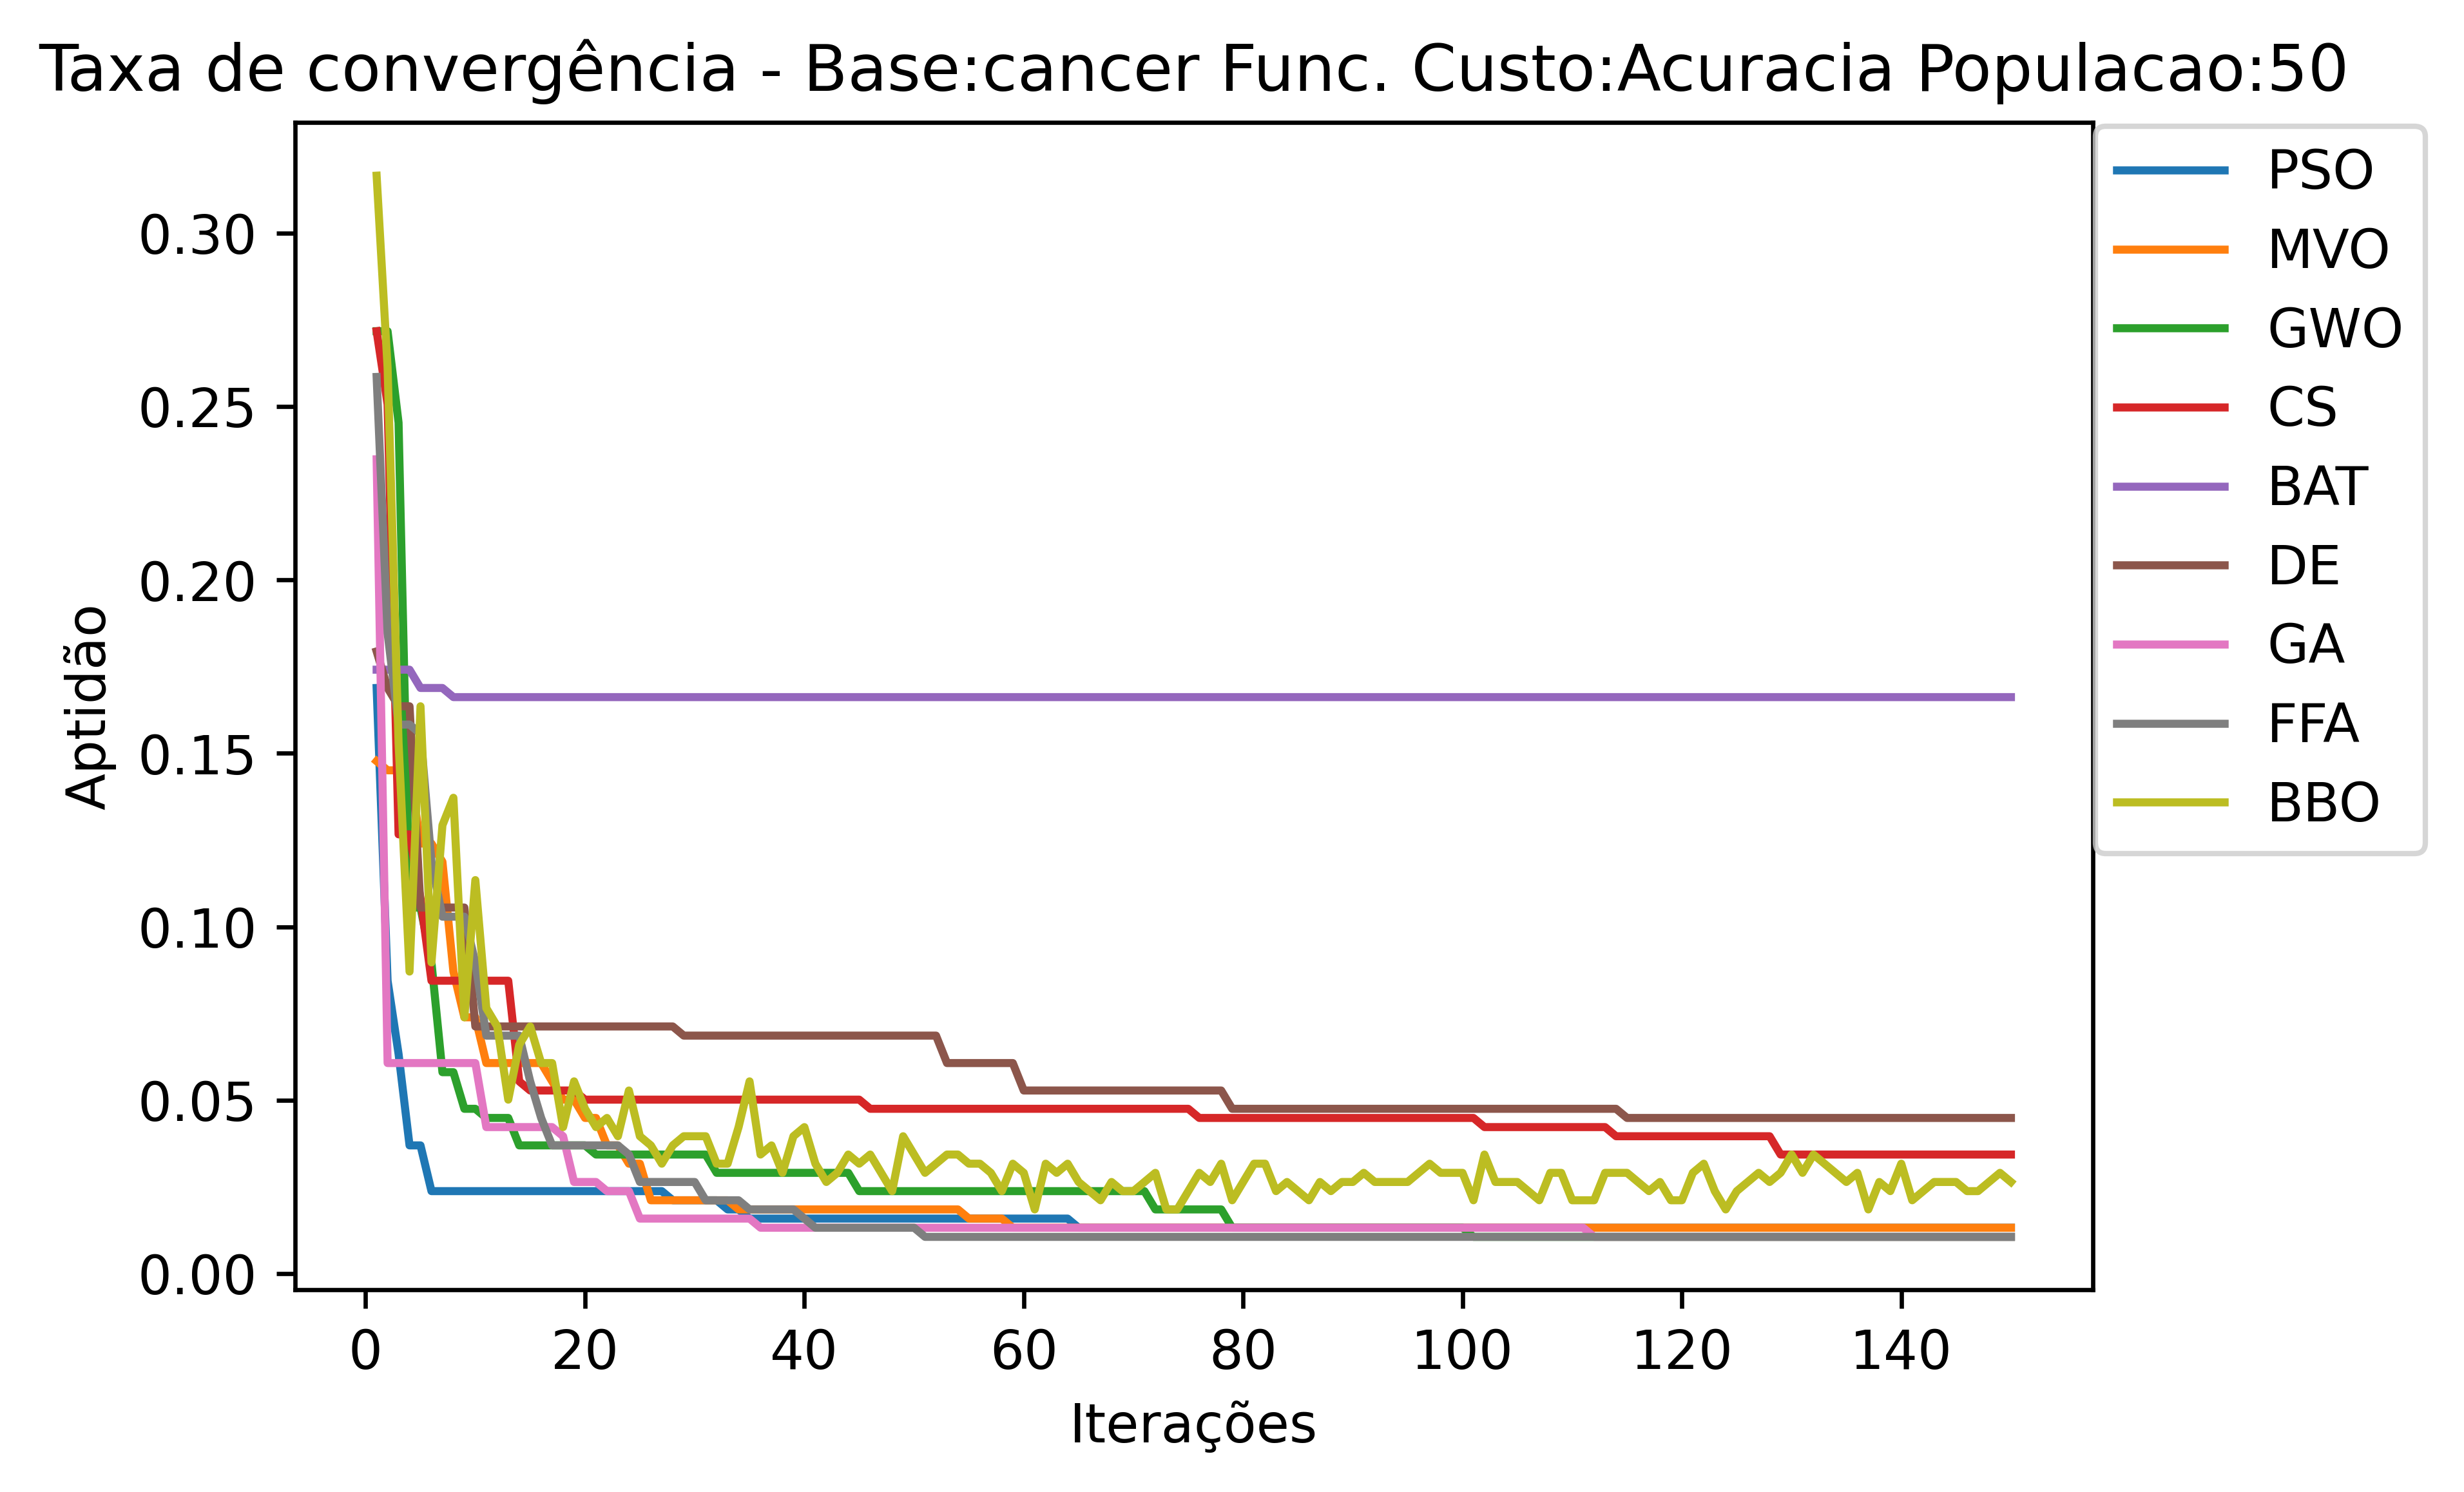 Taxa de convergência - Base:cancer Func. Custo:Acuracia Populacao:50
Aptidão
0.30
0.25
0.20
0.15
0.10
0.05
0.00
0
20
40
60
80
100
120
140
Iterações
PSO
MVO
GWO
CS
BAT
DE
GA
FFA
BBO